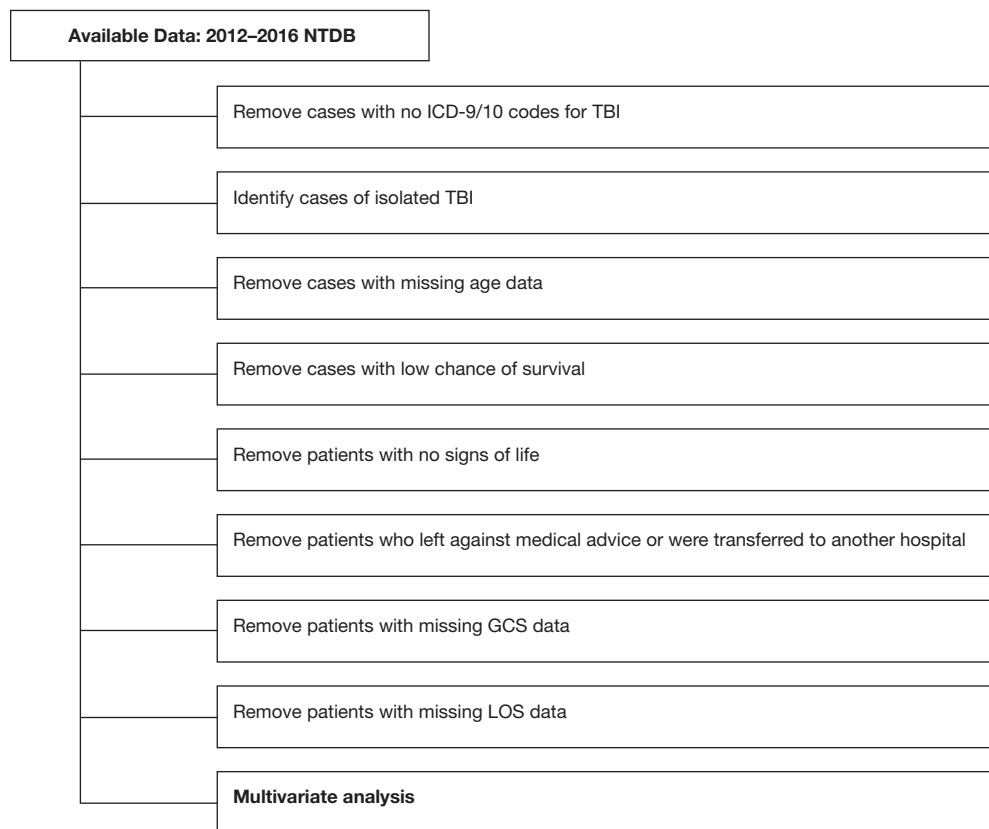 Available Data: 2012–2016 NTDB
Remove cases with no ICD-9/10 codes for TBI
Identify cases of isolated TBI
Remove cases with missing age data
Remove cases with low chance of survival
Remove patients with no signs of life
Remove patients who left against medical advice or were transferred to another hospital
Remove patients with missing GCS data
Remove patients with missing LOS data
Multivariate analysis